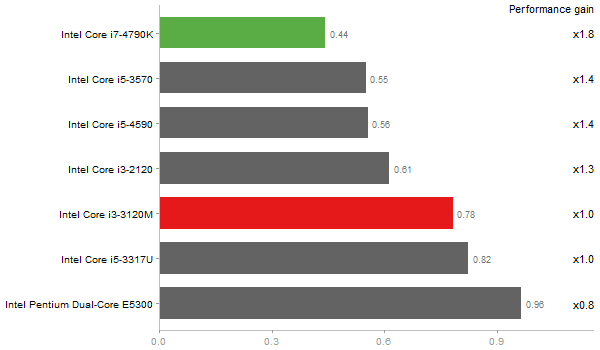 Performance gain
Intel Core i7-4790K 0.44 x1.8
Intel Core i5-3570 0.55 x1.4
Intel Core i5-4590 0.56 x1.4
Intel Core i3-2120 0.61 x1.3
Intel Core i3-3120M 0.78 x1.0
Intel Core i5-3317U 0.82 x1.0
Intel Pentium Dual-Core E5300 0.96 x0.8
0.0 0.3 0.6 0.9